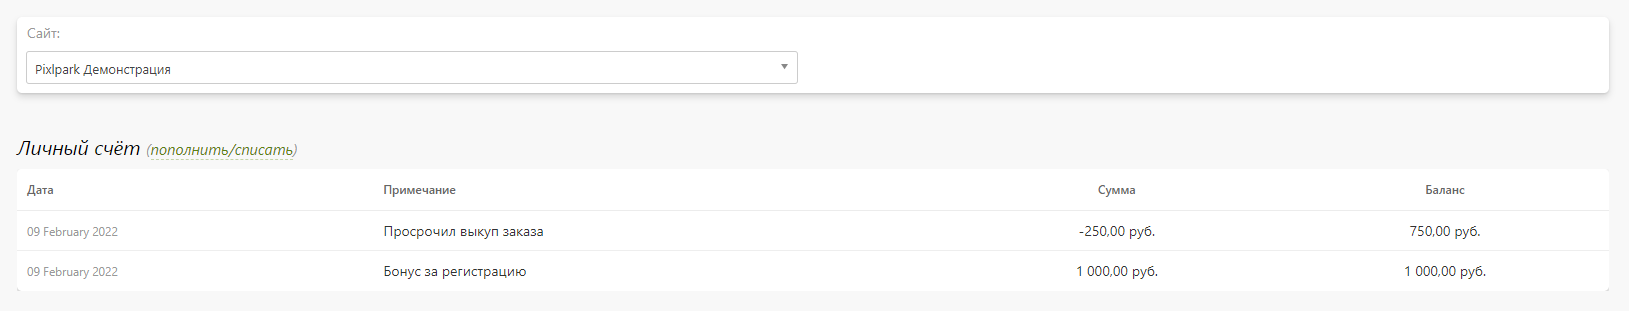 Сайт:
Pixlpark Демонстрация
Личный счёт (пополнить/списать)
Дата Примечание Сумма Баланс
09 February 2022 Просрочил выкуп заказа -250,00 руб. 750,00 руб.
09 February 2022 Бонус за регистрацию 1 000,00 руб. 1 000,00 руб.